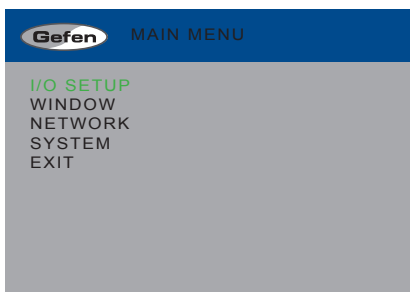 Gefen MAIN MENU
I/O SETUP
WINDOW
NETWORK
SYSTEM
EXIT